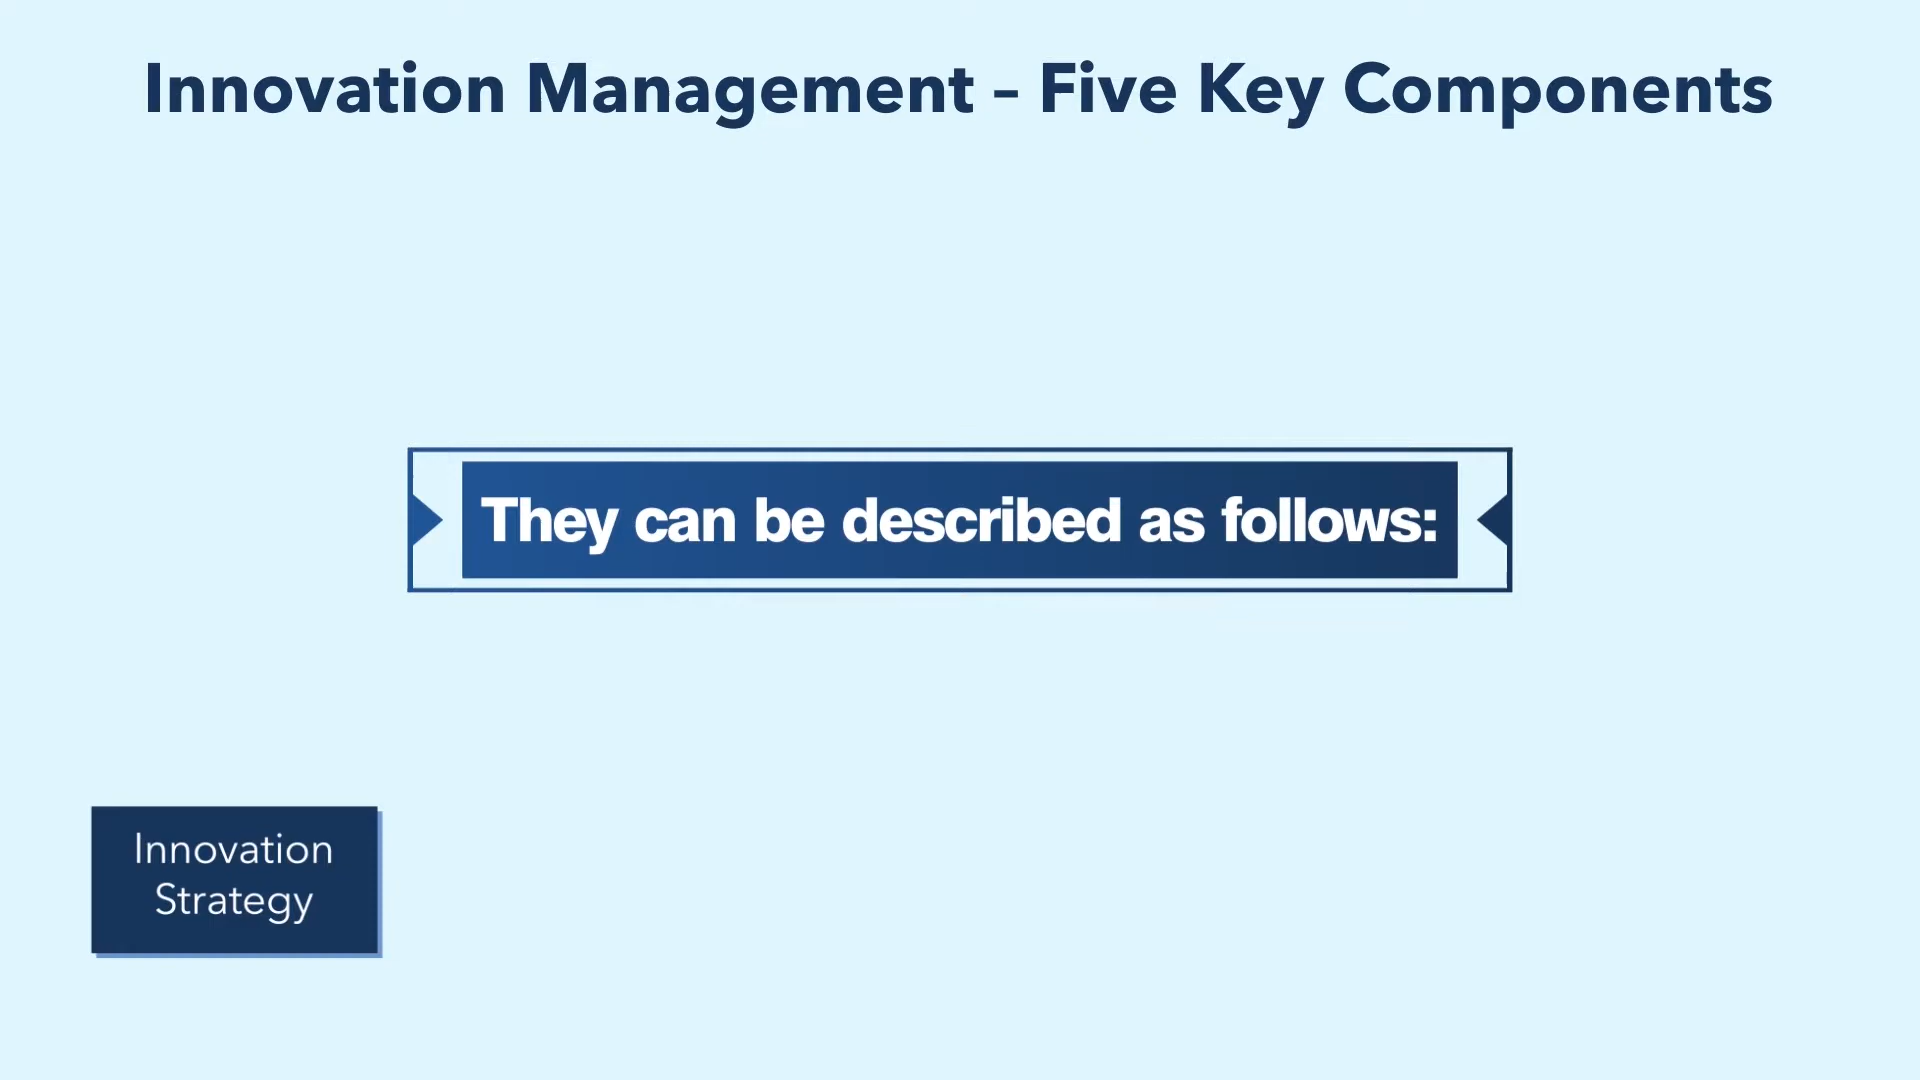 Innovation Management – Five Key Components
They can be described as follows:
Innovation
Strategy